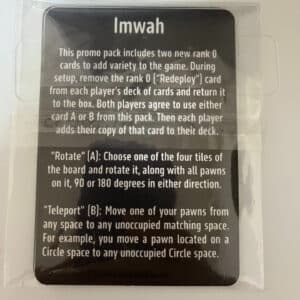 Imwah
This promo pack includes two new rank 0
cards to add variety to the game. During
setup, remove the rank 0 ("Redeploy") card
from each player's deck of cards and return it
to the box. Both players agree to use either
card A or B from this pack. Then each player
adds their copy of that card to their deck.
"Rotate" (A): Choose one of the four tiles of
the board and rotate it, along with all pawns
on it, 90 or 180 degrees in either direction.
"Teleport" (B): Move one of your pawns from
any space to any unoccupied matching space.
For example, you move a pawn located on a
Circle space to any unoccupied Circle space.